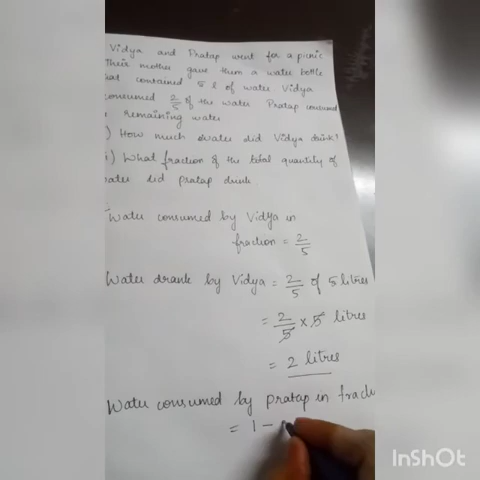 Vidya and Pratap went for a picnic
Their mother gave them a water bottle
that contained 5 l of water Vidya
consumed 2/5 of the water Pratap consumed
Remaining water
) How much water did Vidya drink?
i) What fraction of the total quantity of
water did pratap drink
Water consumed by Vidya in
fraction = 2/5
Water drank by Vidya = 2/5 of 5 litres
= 2/5 x 5 litres
= 2 litres
Water consumed by pratap in fract
= 1 -
InShOt